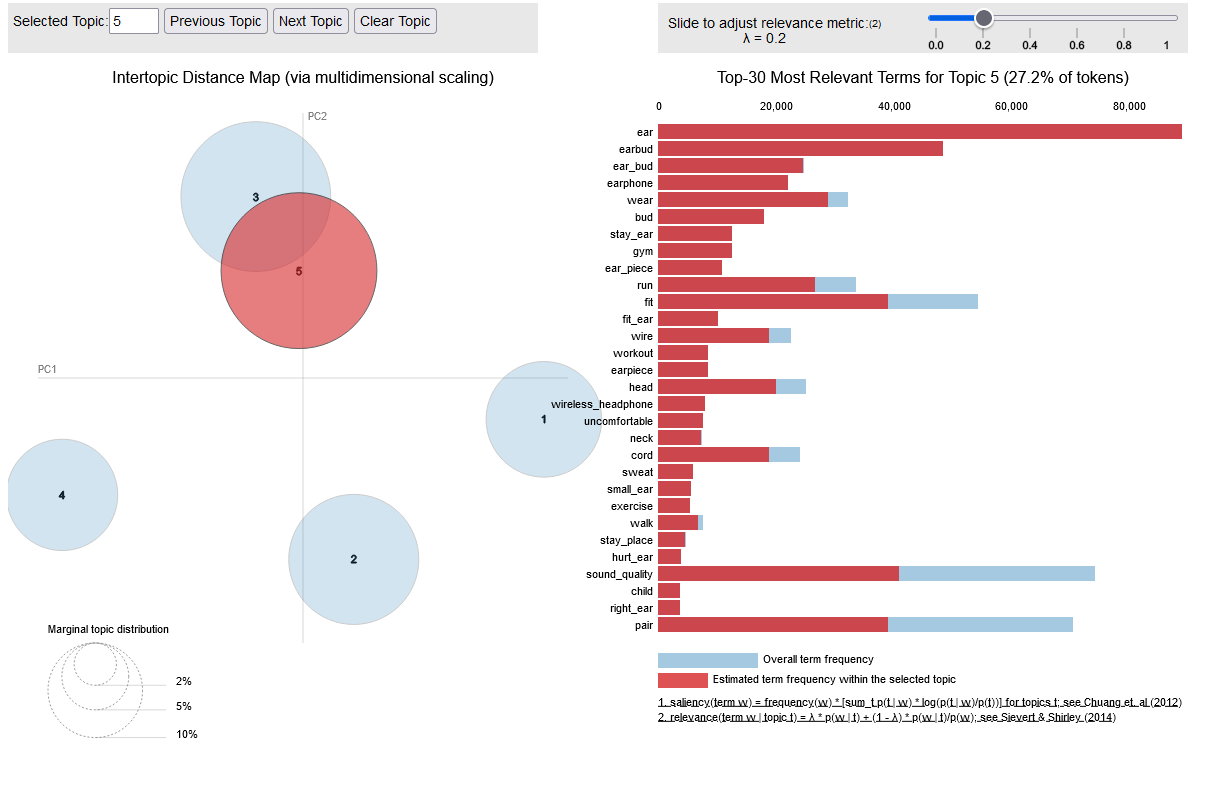 Selected Topic: 5 Previous Topic Next Topic Clear Topic
Slide to adjust relevance metric:(2)
λ = 0.2
0.0 0.2 0.4 0.6 0.8 1
Intertopic Distance Map (via multidimensional scaling)
PC2
PC1
3
5
1
4
2
Marginal topic distribution
2%
5%
10%
Top-30 Most Relevant Terms for Topic 5 (27.2% of tokens)
0 20,000 40,000 60,000 80,000
ear
earbud
ear_bud
earphone
wear
bud
stay_ear
gym
ear_piece
run
fit
fit_ear
wire
workout
earpiece
head
wireless_headphone
uncomfortable
neck
cord
sweat
small_ear
exercise
walk
stay_place
hurt_ear
sound_quality
child
right_ear
pair
Overall term frequency
Estimated term frequency within the selected topic
1. saliency(term w) = frequency(w) * [sum_t p(t | w) * log(p(t | w)/p(t))] for topics t; see Chuang et. al (2012)
2. relevance(term w | topic t) = λ * p(w | t) + (1 - λ) * p(w | t)/p(w); see Sievert & Shirley (2014)